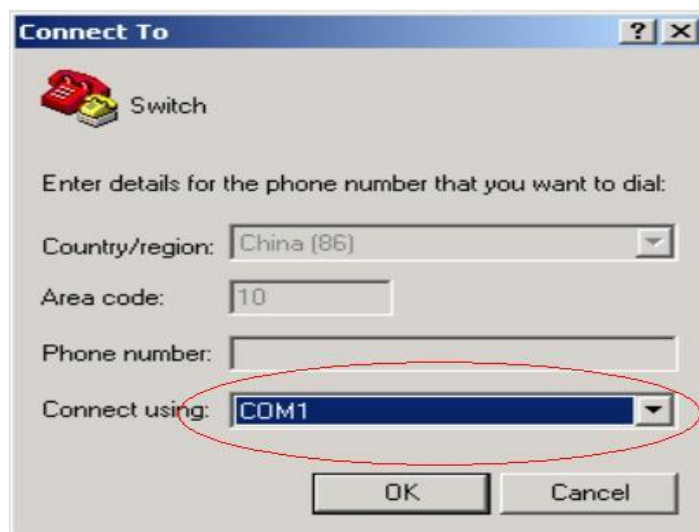 Connect To
Switch
Enter details for the phone number that you want to dial:
Country/region: China (86)
Area code: 10
Phone number:
Connect using: COM1
OK Cancel